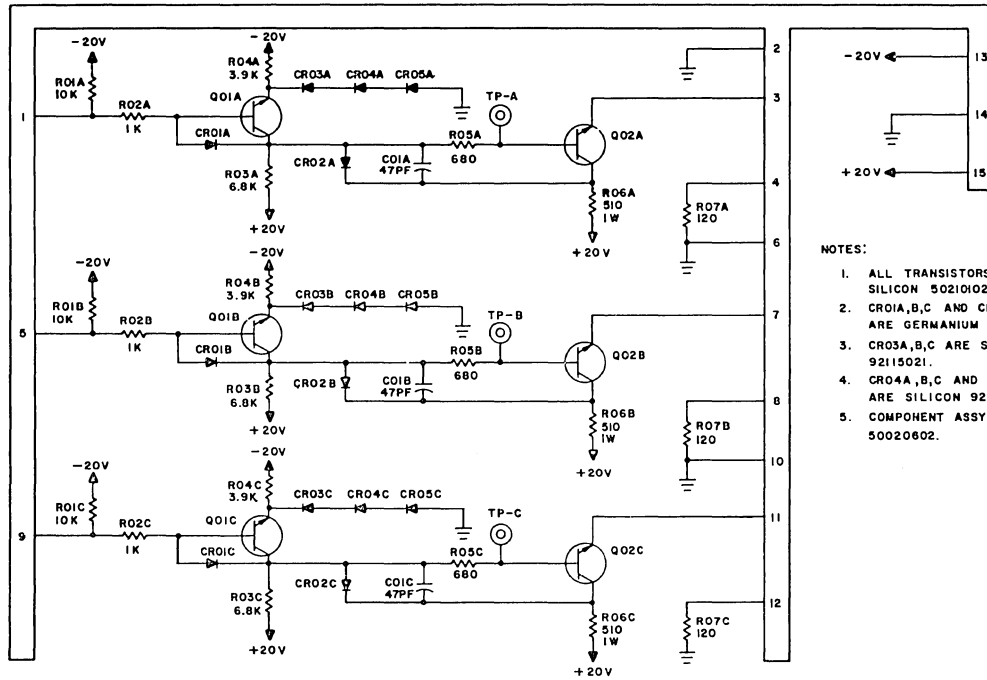 -20V
R01A
10K
1
R02A
1K
CR01A
Q01A
-20V
R04A
3.9K
CR03A CR04A CR05A
R03A
6.8K
+20V
CR02A
C01A
47PF
R05A
680
TP-A
Q02A
R06A
510
1W
+20V
R07A
120
2
3
4
6
-20V
R01B
10K
5
R02B
1K
CR01B
Q01B
-20V
R04B
3.9K
CR03B CR04B CR05B
R03B
6.8K
+20V
CR02B
C01B
47PF
R05B
680
TP-B
Q02B
R06B
510
1W
+20V
R07B
120
7
8
10
-20V
R01C
10K
9
R02C
1K
CR01C
Q01C
-20V
R04C
3.9K
CR03C CR04C CR05C
R03C
6.8K
+20V
CR02C
C01C
47PF
R05C
680
TP-C
Q02C
R06C
510
1W
+20V
R07C
120
11
12
-20V
13
14
+20V
15
NOTES:
1. ALL TRANSISTORS
SILICON 50210102
2. CR01A,B,C AND
ARE GERMANIUM
3. CR03A,B,C ARE S
92115021.
4. CR04A,B,C AND
ARE SILICON 92
5. COMPONENT ASSY
50020602.